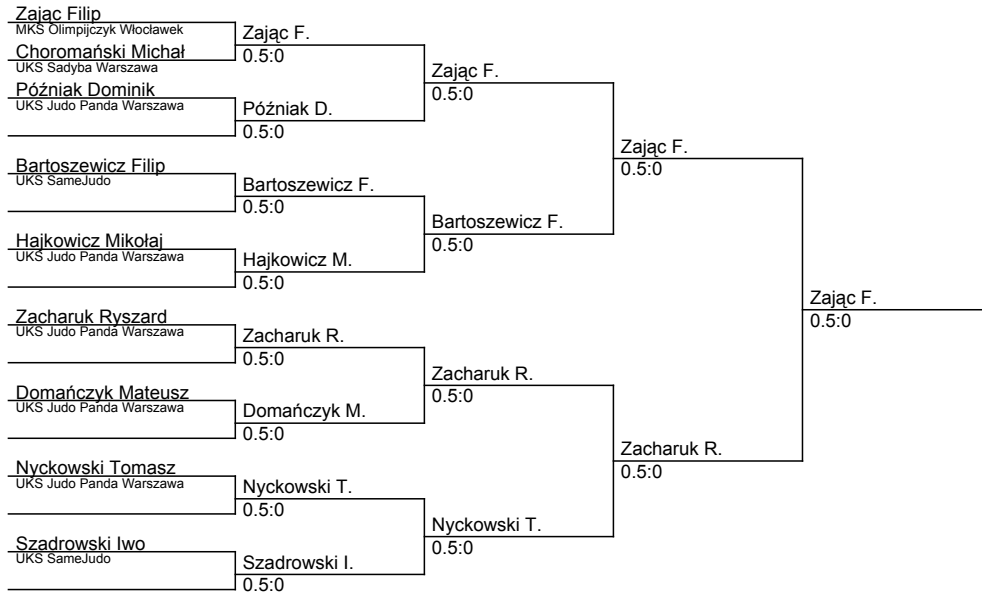 Zając Filip
MKS Olimpijczyk Włocławek
Choromański Michał
UKS Sadyba Warszawa
Późniak Dominik
UKS Judo Panda Warszawa
Bartoszewicz Filip
UKS SameJudo
Hajkowicz Mikołaj
UKS Judo Panda Warszawa
Zacharuk Ryszard
UKS Judo Panda Warszawa
Domańczyk Mateusz
UKS Judo Panda Warszawa
Nyckowski Tomasz
UKS Judo Panda Warszawa
Szadrowski Iwo
UKS SameJudo
Zając F.
0.5:0
Późniak D.
0.5:0
Bartoszewicz F.
0.5:0
Hajkowicz M.
0.5:0
Zacharuk R.
0.5:0
Domańczyk M.
0.5:0
Nyckowski T.
0.5:0
Szadrowski I.
0.5:0
Zając F.
0.5:0
Bartoszewicz F.
0.5:0
Zacharuk R.
0.5:0
Nyckowski T.
0.5:0
Zając F.
0.5:0
Zacharuk R.
0.5:0
Zając F.
0.5:0